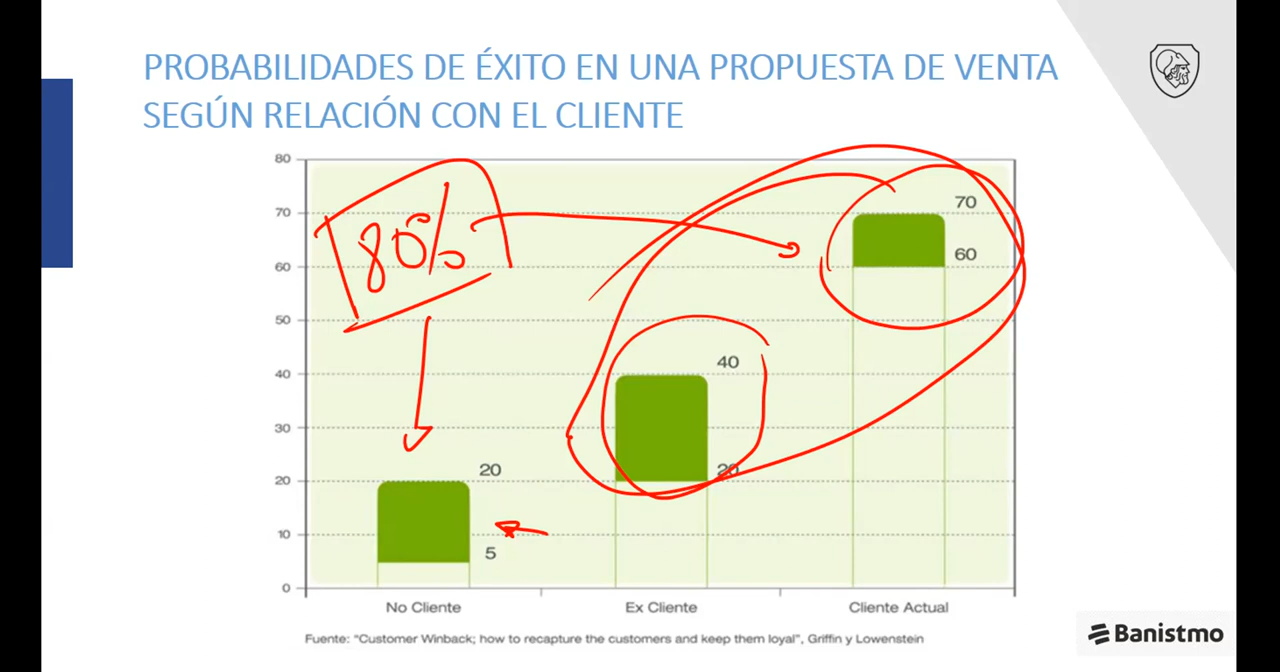 PROBABILIDADES DE ÉXITO EN UNA PROPUESTA DE VENTA
SEGÚN RELACIÓN CON EL CLIENTE
80
70
60
50
40
30
20
10
0
80%
20
5
40
20
70
60
No Cliente
Ex Cliente
Cliente Actual
Fuente: "Customer Winback; how to recapture the customers and keep them loyal", Griffin y Lowenstein
Banistmo